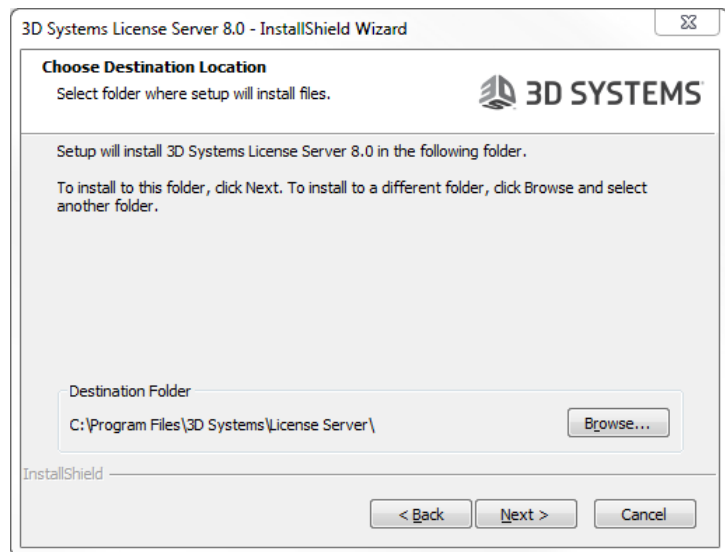 3D Systems License Server 8.0 - InstallShield Wizard
Choose Destination Location
Select folder where setup will install files.
3D SYSTEMS
Setup will install 3D Systems License Server 8.0 in the following folder.
To install to this folder, click Next. To install to a different folder, click Browse and select
another folder.
Destination Folder
C:\Program Files\3D Systems\License Server\
Browse...
InstallShield
< Back
Next >
Cancel